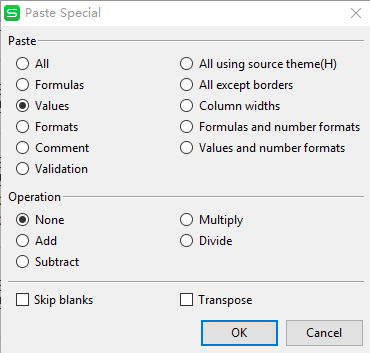 Paste Special
Paste
All
All using source theme(H)
Formulas
All except borders
Values
Column widths
Formats
Formulas and number formats
Comment
Values and number formats
Validation
Operation
None
Multiply
Add
Divide
Subtract
Skip blanks
Transpose
OK
Cancel